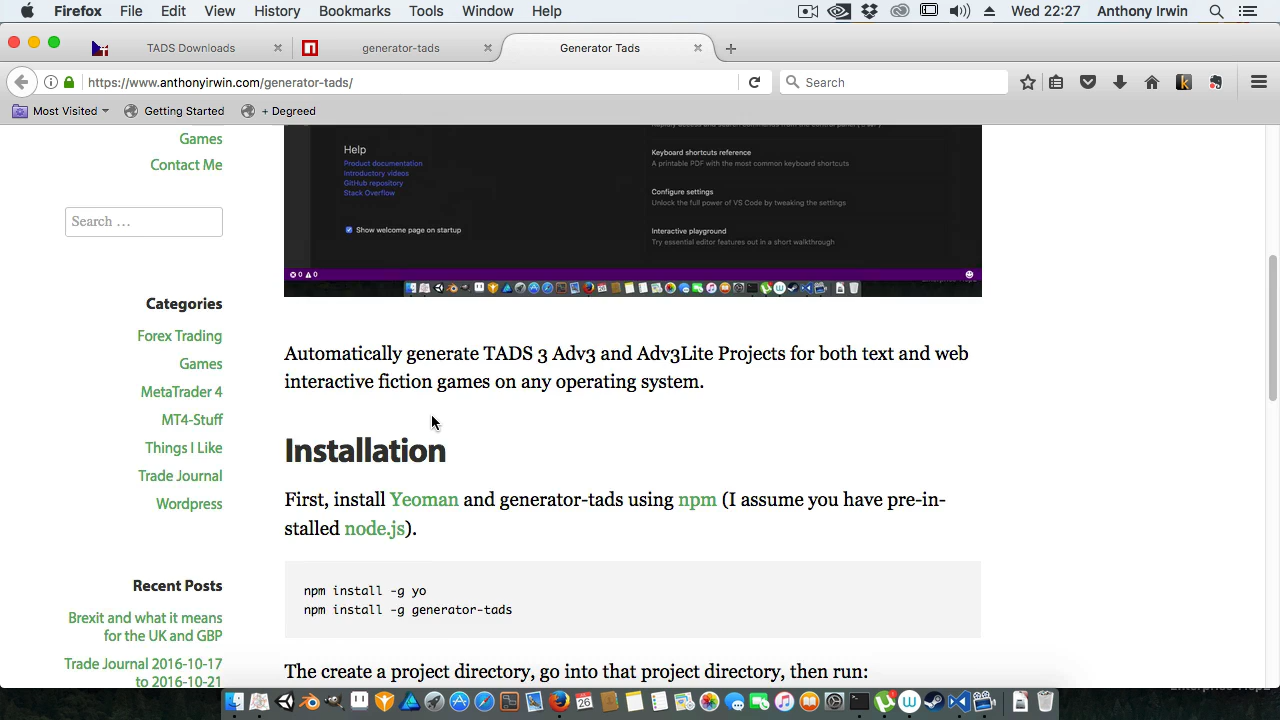 Firefox File Edit View History Bookmarks Tools Window Help Wed 22:27 Anthony Irwin
TADS Downloads generator-tads Generator Tads
https://www.anthonyirwin.com/generator-tads/ Search
Most Visited Getting Started + Degreed
Games
Contact Me
Search …
Categories
Forex Trading
Games
MetaTrader 4
MT4-Stuff
Things I Like
Trade Journal
Wordpress
Recent Posts
Brexit and what it means
for the UK and GBP
Trade Journal 2016-10-17
to 2016-10-21
Help
Product documentation
Introductory videos
GitHub repository
Stack Overflow
Show welcome page on startup
Keyboard shortcuts reference
A printable PDF with the most common keyboard shortcuts
Configure settings
Unlock the full power of VS Code by tweaking the settings
Interactive playground
Try essential editor features out in a short walkthrough
0 0
Automatically generate TADS 3 Adv3 and Adv3Lite Projects for both text and web
interactive fiction games on any operating system.
Installation
First, install Yeoman and generator-tads using npm (I assume you have pre-in-
stalled node.js).
npm install -g yo
npm install -g generator-tads
The create a project directory, go into that project directory, then run: